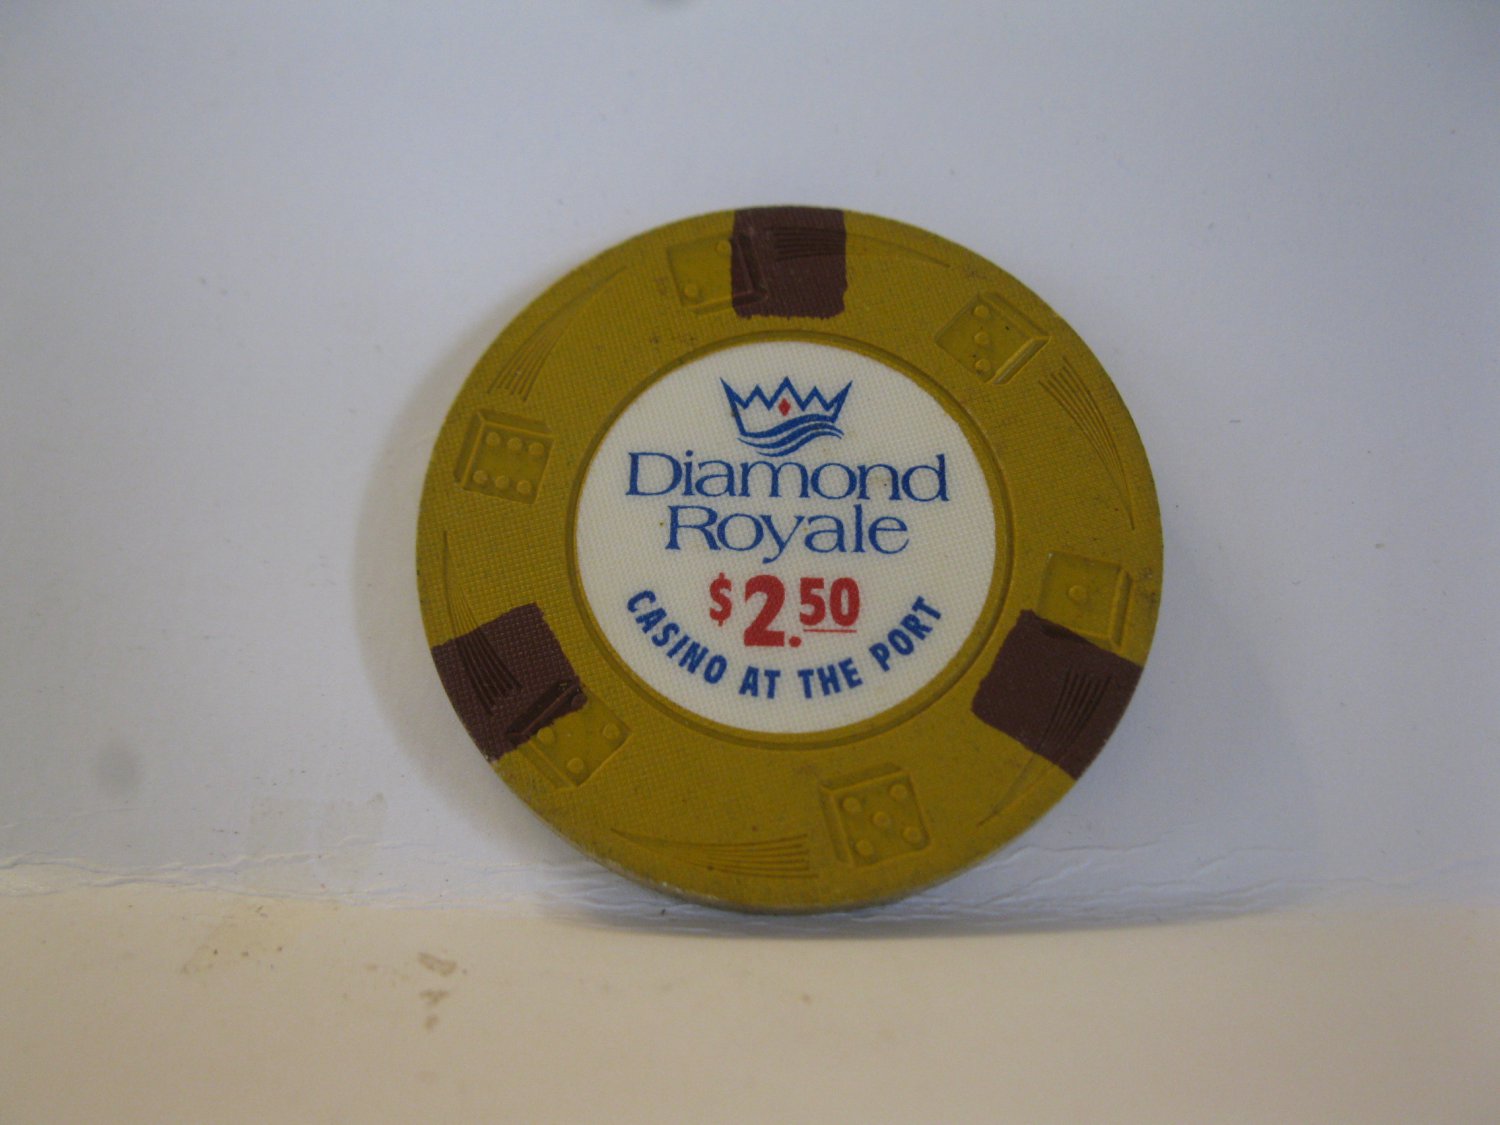 Diamond
Royale
$2.50
CASINO AT THE PORT